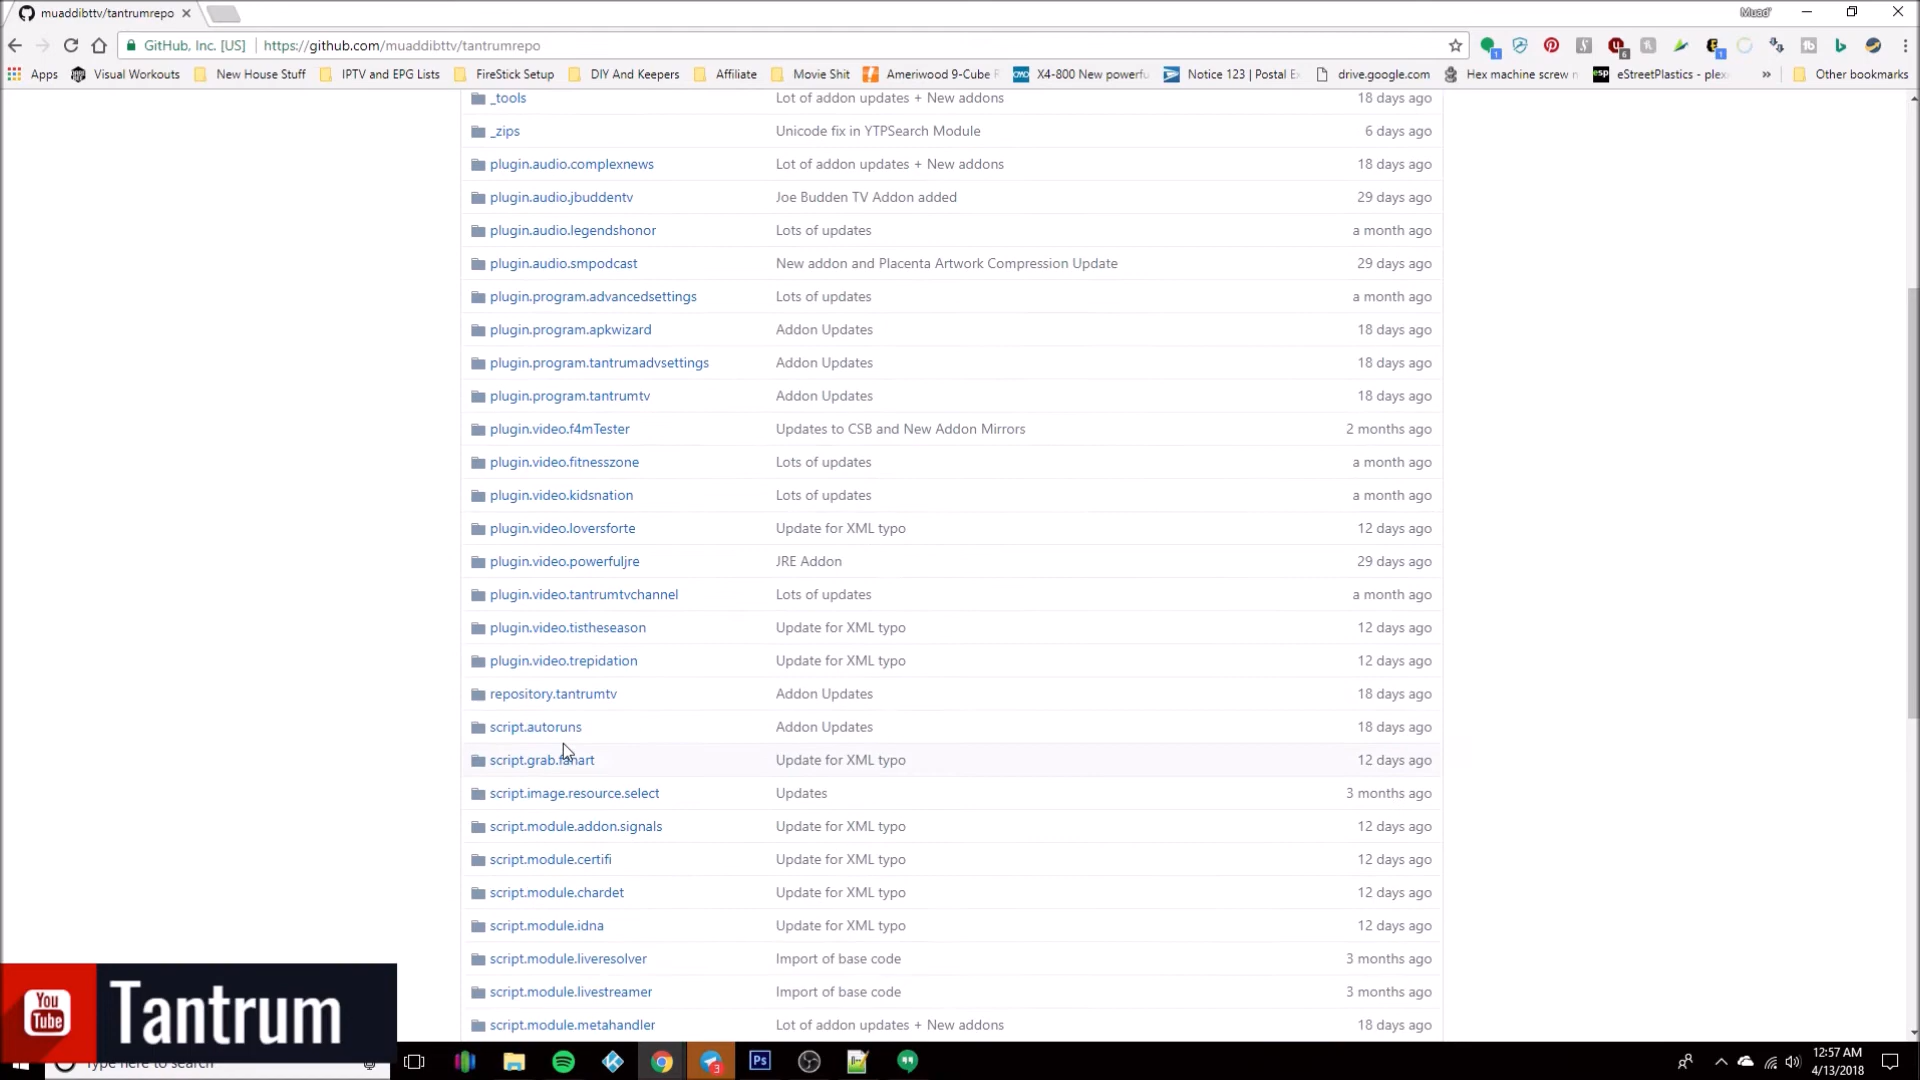 muaddibttv/tantrumrepo
Muad'
GitHub, Inc. [US] https://github.com/muaddibttv/tantrumrepo
Apps Visual Workouts New House Stuff IPTV and EPG Lists FireStick Setup DIY And Keepers Affiliate Movie Shit Ameriwood 9-Cube X4-800 New powerfu Notice 123 | Postal drive.google.com Hex machine screw eStreetPlastics - plex » Other bookmarks
_tools Lot of addon updates + New addons 18 days ago
_zips Unicode fix in YTPSearch Module 6 days ago
plugin.audio.complexnews Lot of addon updates + New addons 18 days ago
plugin.audio.jbuddentv Joe Budden TV Addon added 29 days ago
plugin.audio.legendshonor Lots of updates a month ago
plugin.audio.smpodcast New addon and Placenta Artwork Compression Update 29 days ago
plugin.program.advancedsettings Lots of updates a month ago
plugin.program.apkwizard Addon Updates 18 days ago
plugin.program.tantrumadvsettings Addon Updates 18 days ago
plugin.program.tantrumtv Addon Updates 18 days ago
plugin.video.f4mTester Updates to CSB and New Addon Mirrors 2 months ago
plugin.video.fitnesszone Lots of updates a month ago
plugin.video.kidsnation Lots of updates a month ago
plugin.video.loversforte Update for XML typo 12 days ago
plugin.video.powerfuljre JRE Addon 29 days ago
plugin.video.tantrumtvchannel Lots of updates a month ago
plugin.video.tistheseason Update for XML typo 12 days ago
plugin.video.trepidation Update for XML typo 12 days ago
repository.tantrumtv Addon Updates 18 days ago
script.autoruns Addon Updates 18 days ago
script.grab.fanart Update for XML typo 12 days ago
script.image.resource.select Updates 3 months ago
script.module.addon.signals Update for XML typo 12 days ago
script.module.certifi Update for XML typo 12 days ago
script.module.chardet Update for XML typo 12 days ago
script.module.idna Update for XML typo 12 days ago
script.module.liveresolver Import of base code 3 months ago
script.module.livestreamer Import of base code 3 months ago
script.module.metahandler Lot of addon updates + New addons 18 days ago
You Tube Tantrum
Type here to search
12:57 AM
4/13/2018